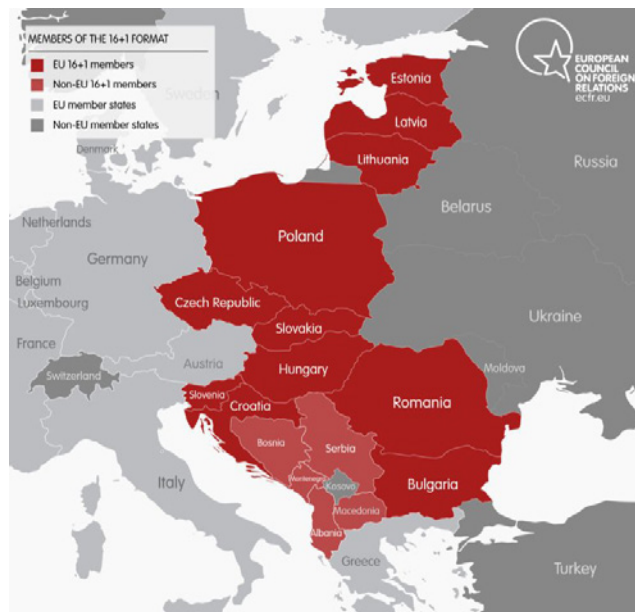 MEMBERS OF THE 16+1 FORMAT
EU 16+1 members
Non-EU 16+1 members
EU member states
Non-EU member states
EUROPEAN
COUNCIL
ON FOREIGN
RELATIONS
ecfr.eu
Sweden
Estonia
Latvia
Denmark
Lithuania
Russia
Belarus
Netherlands
Poland
Germany
Belgium
Luxembourg
Czech Republic
Ukraine
France
Slovakia
Austria
Moldova
Switzerland
Hungary
Slovenia
Croatia
Romania
Bosnia
Serbia
Italy
Montenegro
Kosovo
Bulgaria
Macedonia
Albania
Greece
Turkey